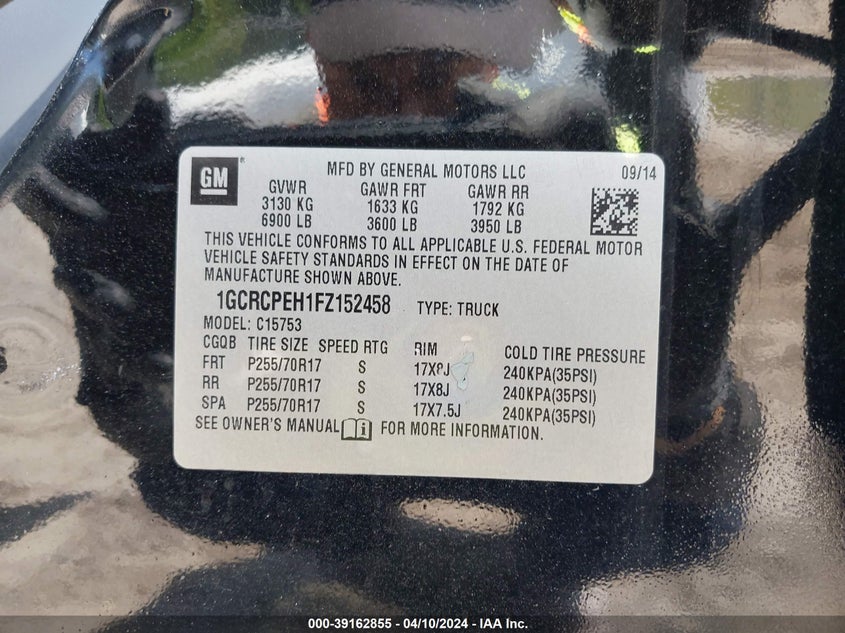 GM ® MFD BY GENERAL MOTORS LLC 09/14
GVWR GAWR FRT GAWR RR
3130 KG 1633 KG 1792 KG
6900 LB 3600 LB 3950 LB
THIS VEHICLE CONFORMS TO ALL APPLICABLE U.S. FEDERAL MOTOR
VEHICLE SAFETY STANDARDS IN EFFECT ON THE DATE OF
MANUFACTURE SHOWN ABOVE.
1GCRCPEH1FZ152458 TYPE: TRUCK
MODEL: C15753
CGQB TIRE SIZE SPEED RTG RIM COLD TIRE PRESSURE
FRT P255/70R17 S 17X8J 240KPA(35PSI)
RR P255/70R17 S 17X8J 240KPA(35PSI)
SPA P255/70R17 S 17X7.5J 240KPA(35PSI)
SEE OWNER'S MANUAL FOR MORE INFORMATION.
000-39162855 - 04/10/2024 - IAA Inc.